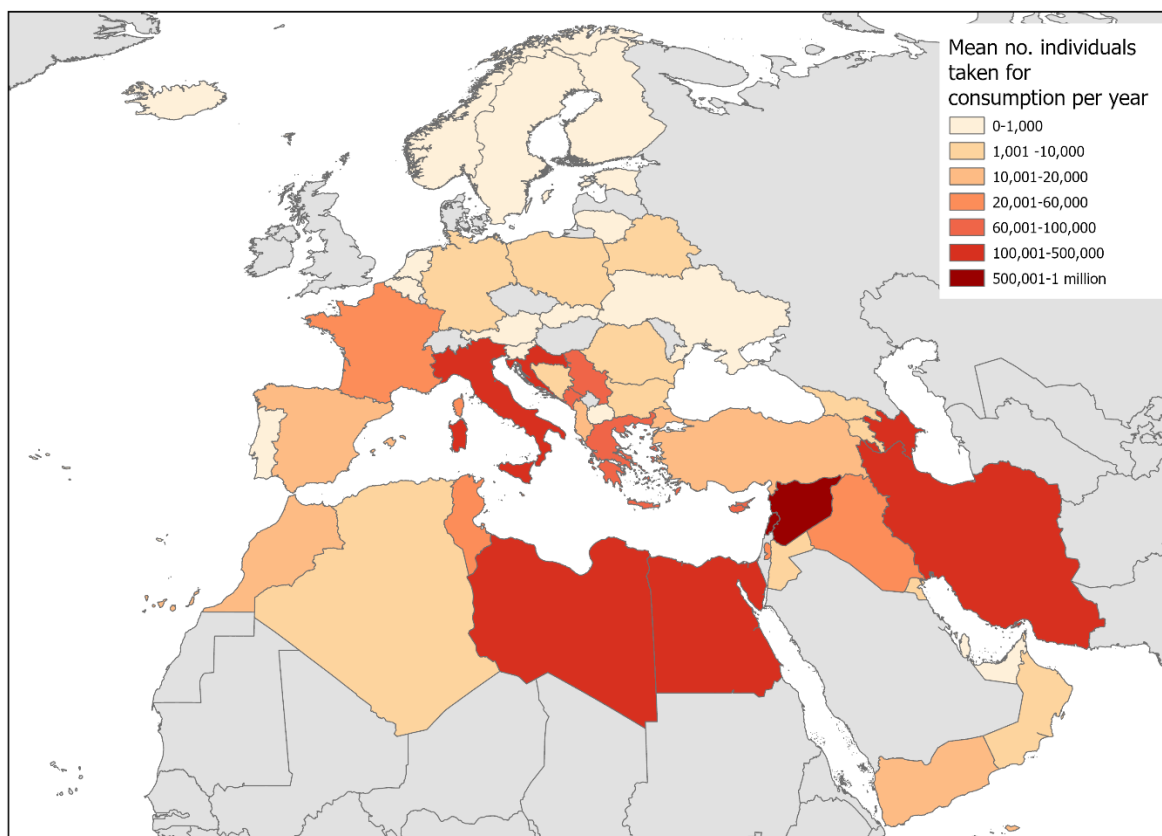 Mean no. individuals
taken for
consumption per year
0-1,000
1,001 -10,000
10,001-20,000
20,001-60,000
60,001-100,000
100,001-500,000
500,001-1 million